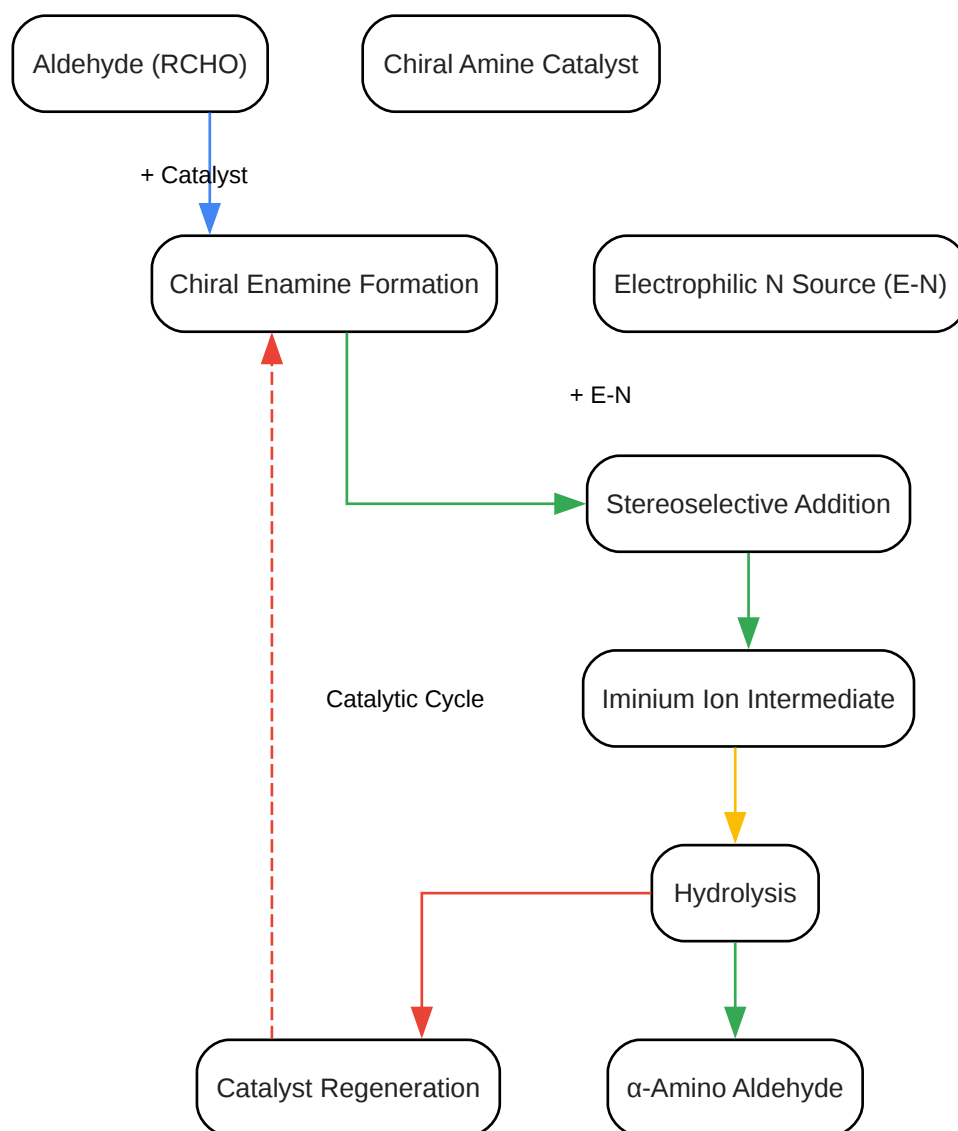 Aldehyde (RCHO)
Chiral Amine Catalyst
+ Catalyst
Chiral Enamine Formation
Electrophilic N Source (E-N)
+ E-N
Stereoselective Addition
Iminium Ion Intermediate
Catalytic Cycle
Hydrolysis
Catalyst Regeneration
α-Amino Aldehyde